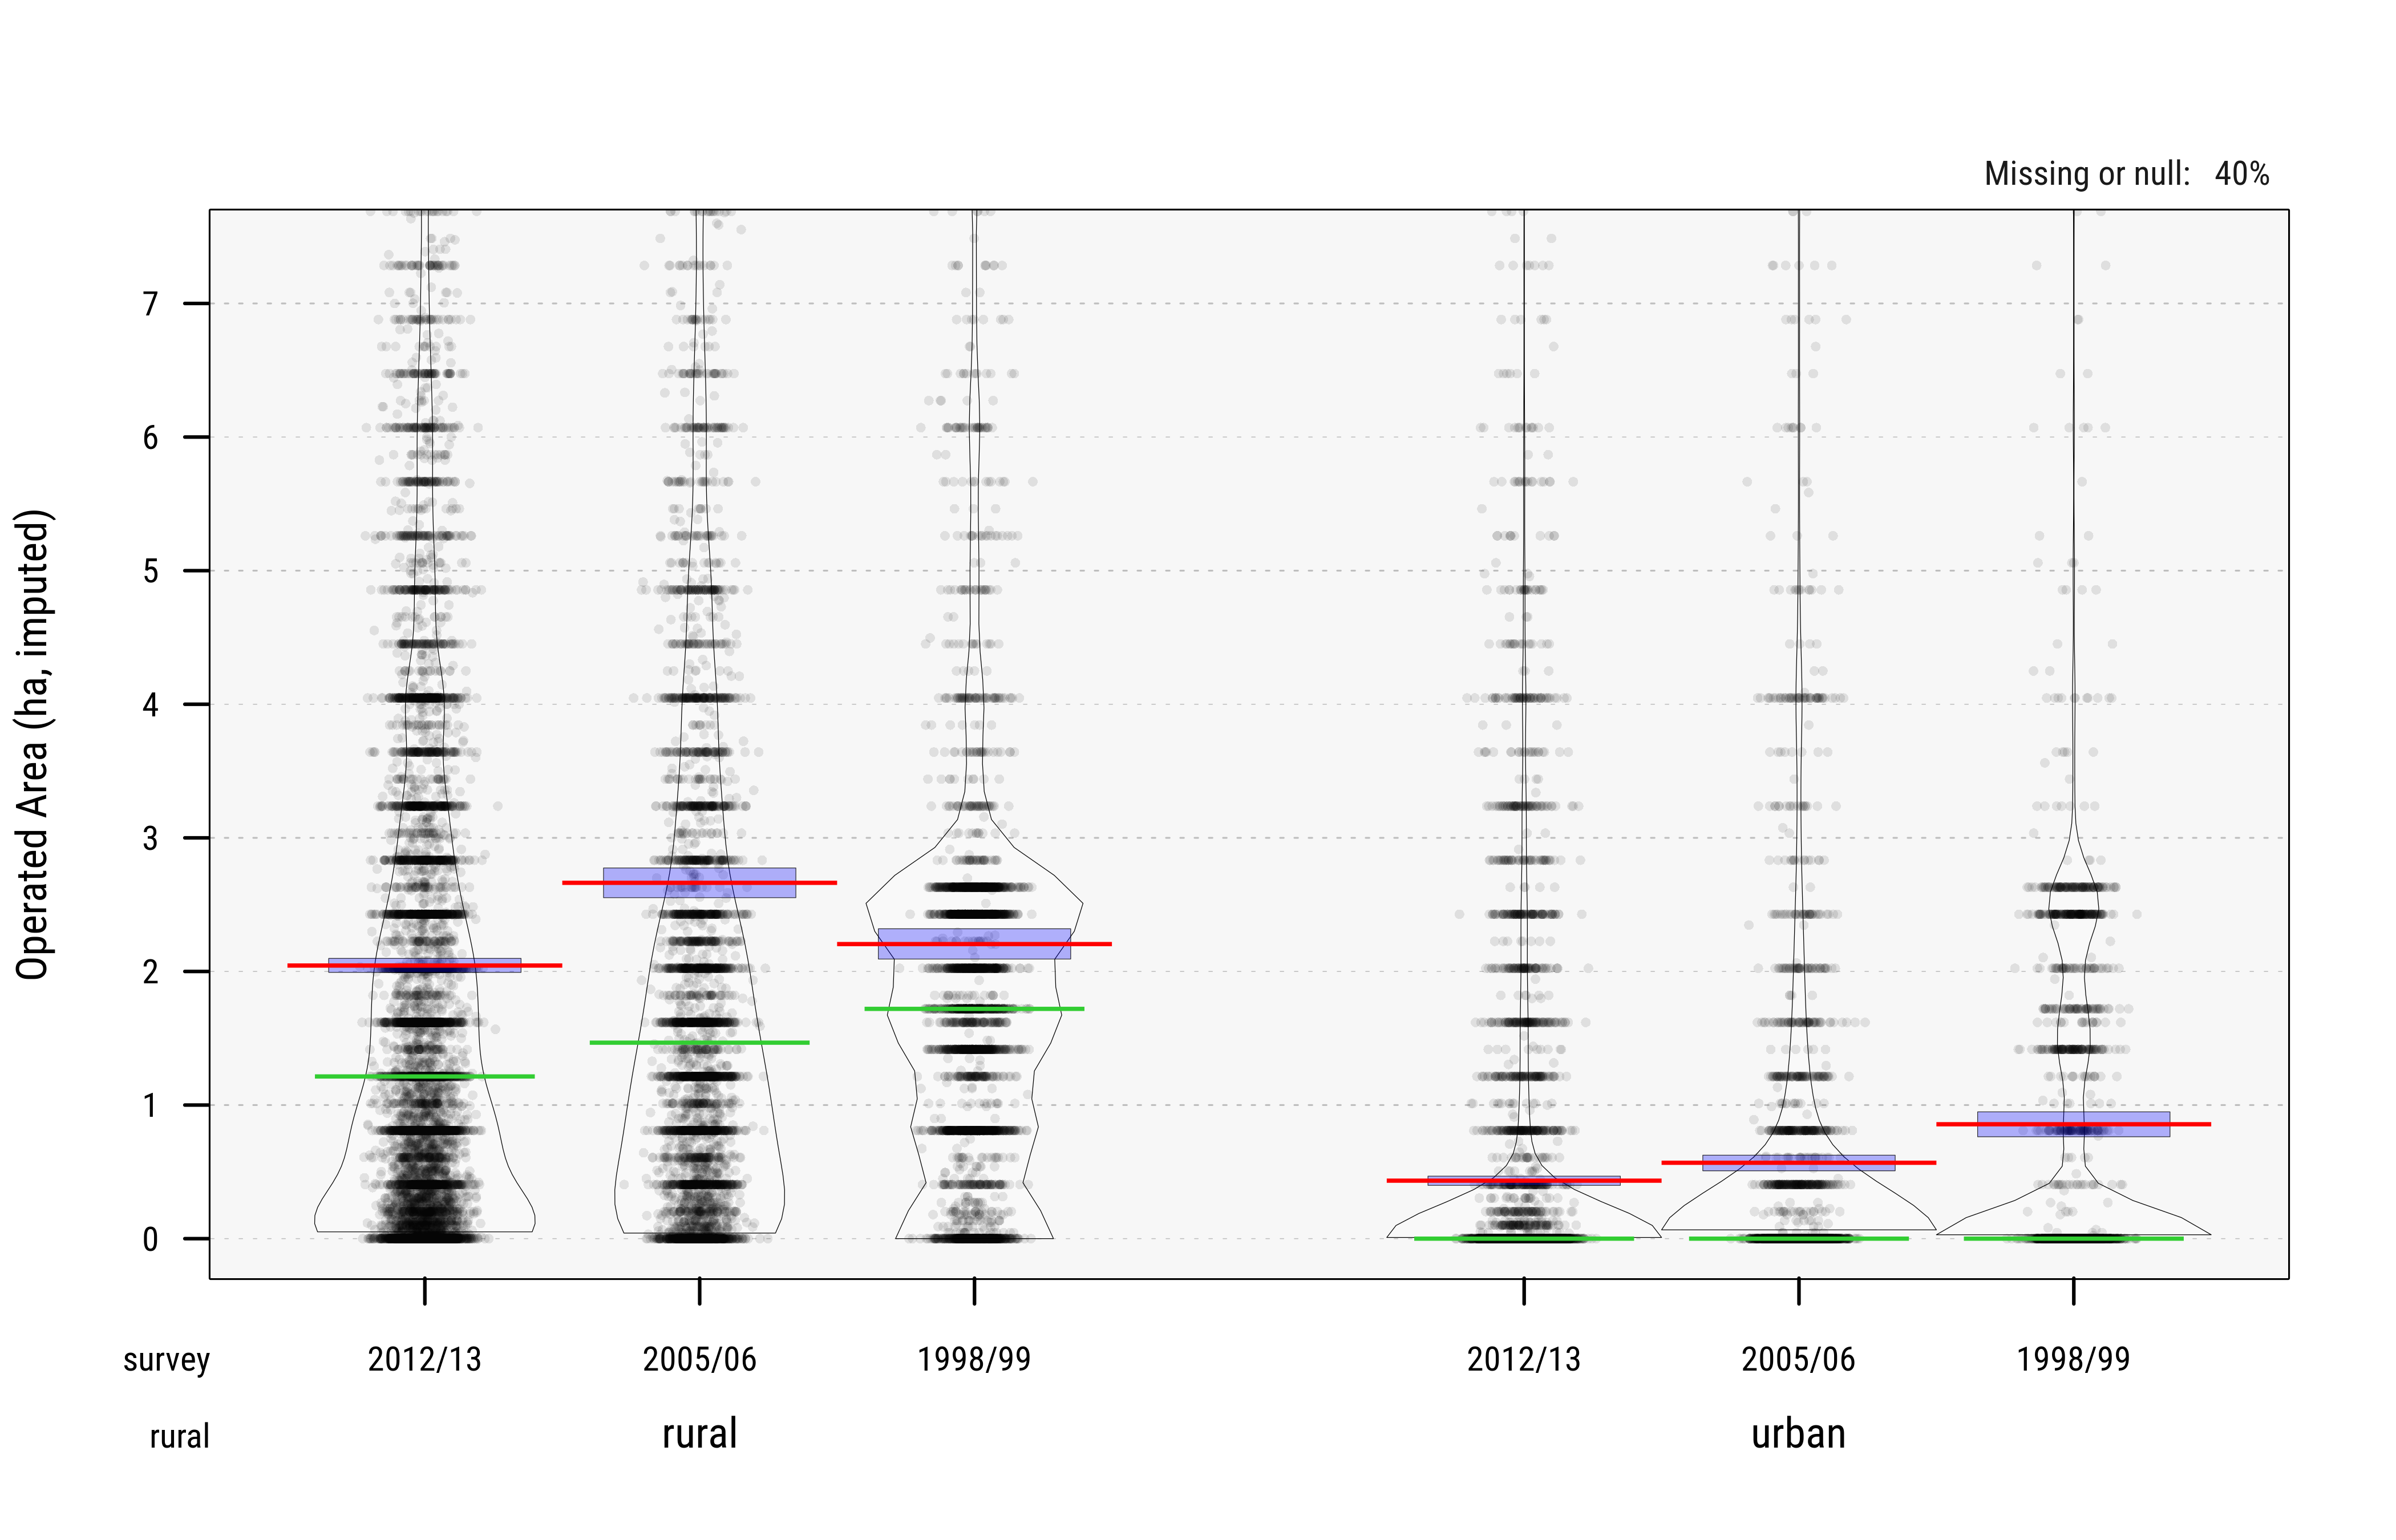 Missing or null: 40%
Operated Area (ha, imputed)
7
6
5
4
3
2
1
0
survey 2012/13 2005/06 1998/99 2012/13 2005/06 1998/99
rural rural urban